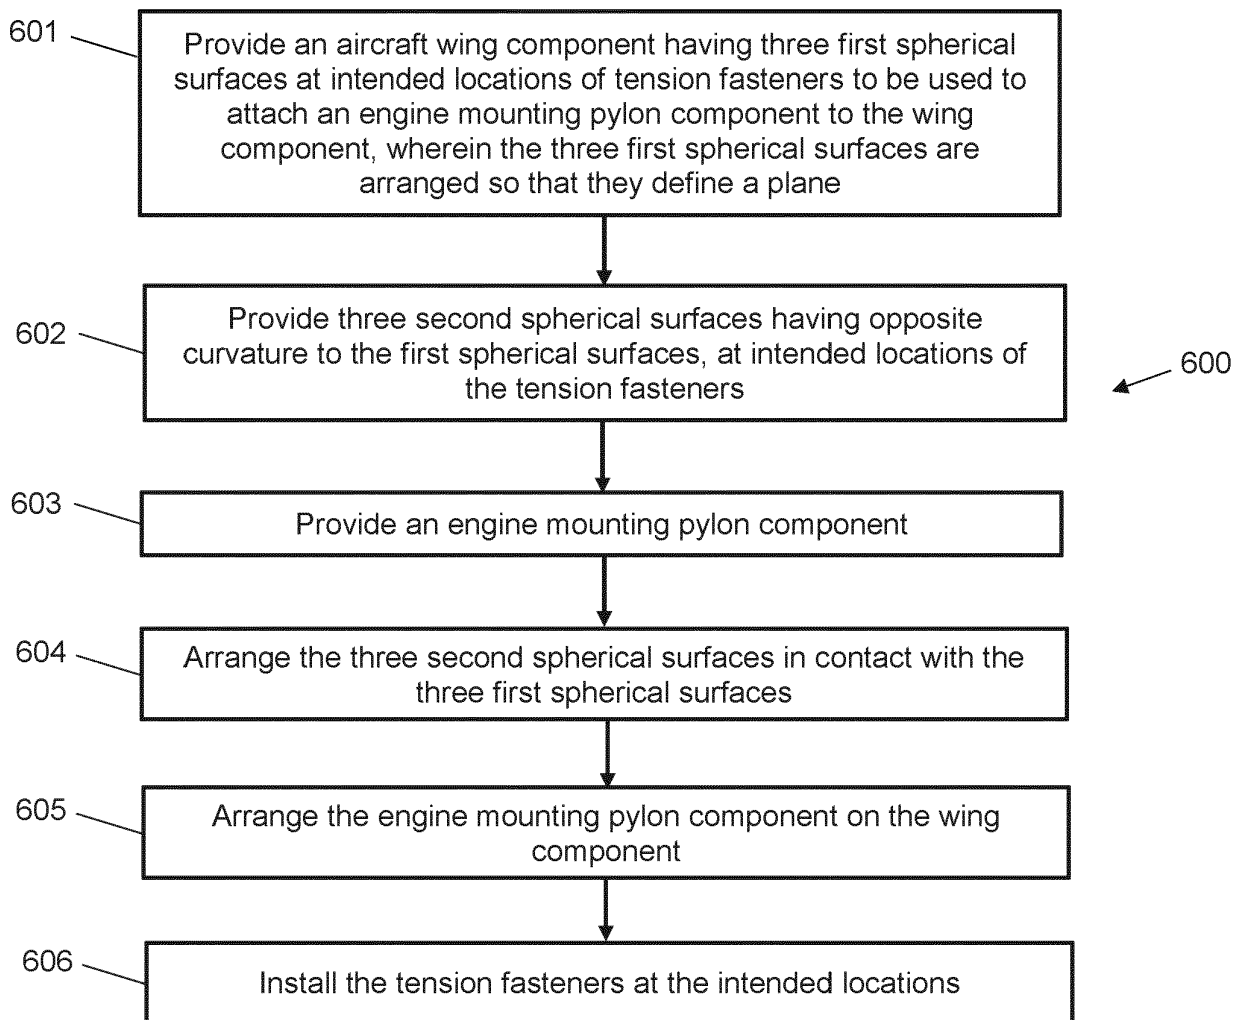 601
Provide an aircraft wing component having three first spherical
surfaces at intended locations of tension fasteners to be used to
attach an engine mounting pylon component to the wing
component, wherein the three first spherical surfaces are
arranged so that they define a plane
602
Provide three second spherical surfaces having opposite
curvature to the first spherical surfaces, at intended locations of
the tension fasteners
600
603
Provide an engine mounting pylon component
604
Arrange the three second spherical surfaces in contact with the
three first spherical surfaces
605
Arrange the engine mounting pylon component on the wing
component
606
Install the tension fasteners at the intended locations